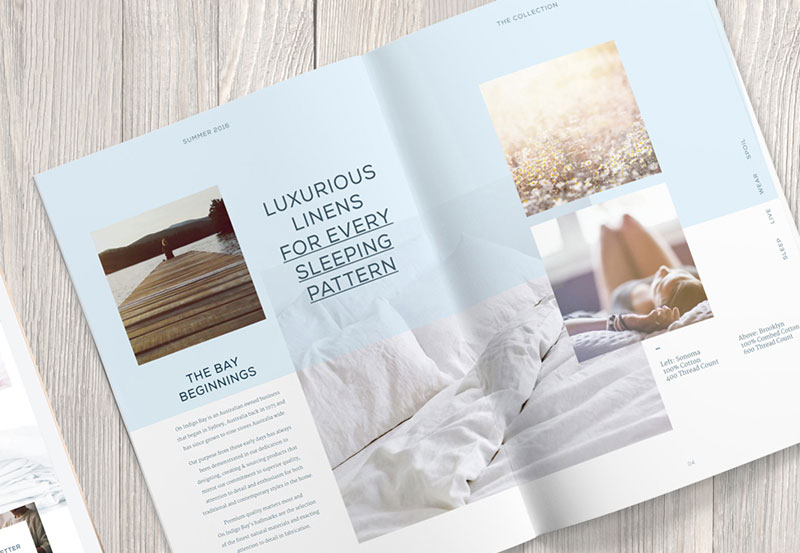 SUMMER 2016
THE COLLECTION
LUXURIOUS
LINENS
FOR EVERY
SLEEPING
PATTERN
THE BAY
BEGINNINGS
On Indigo Bay is an Australian owned business
that began in Sydney, Australia back in 1975 and
has since grown to nine stores Australia wide
Our purpose from those early days has always
been demonstrated in our dedication to
designing, creating & sourcing products that
mirror our commitment to superior quality,
attention to detail and enthusiasm for both
traditional and contemporary styles in the home
Premium-quality matters most and
On Indigo Bay's hallmarks are the selection
of the finest natural materials and exacting
attention to detail in fabrication.
SLEEP LIVE WEAR SPOIL
Left: Sonoma
100% Cotton
400 Thread Count
Above: Brooklyn
100% Combed Cotton
600 Thread Count
04
ETTER